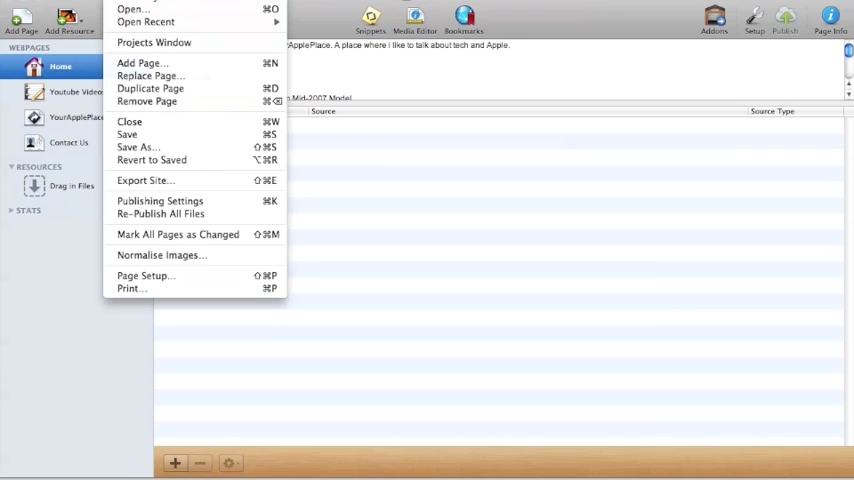 Open... ⌘O
Open Recent
Projects Window
Add Page... ⌘N
Replace Page...
Duplicate Page ⌘D
Remove Page ⌘⌫
Close ⌘W
Save ⌘S
Save As... ⇧⌘S
Revert to Saved ⌥⌘R
Export Site... ⇧⌘E
Publishing Settings ⌘K
Re-Publish All Files
Mark All Pages as Changed ⇧⌘M
Normalise Images...
Page Setup... ⇧⌘P
Print... ⌘P
Add Page
Add Resource
Snippets
Media Editor
Bookmarks
Addons
Setup
Publish
Page Info
WEBPAGES
Home
Youtube Videos
YourApplePlace
Contact Us
RESOURCES
Drag in Files
STATS
rApplePlace. A place where I like to talk about tech and Apple.
Mid-2007 Model
Source
Source Type